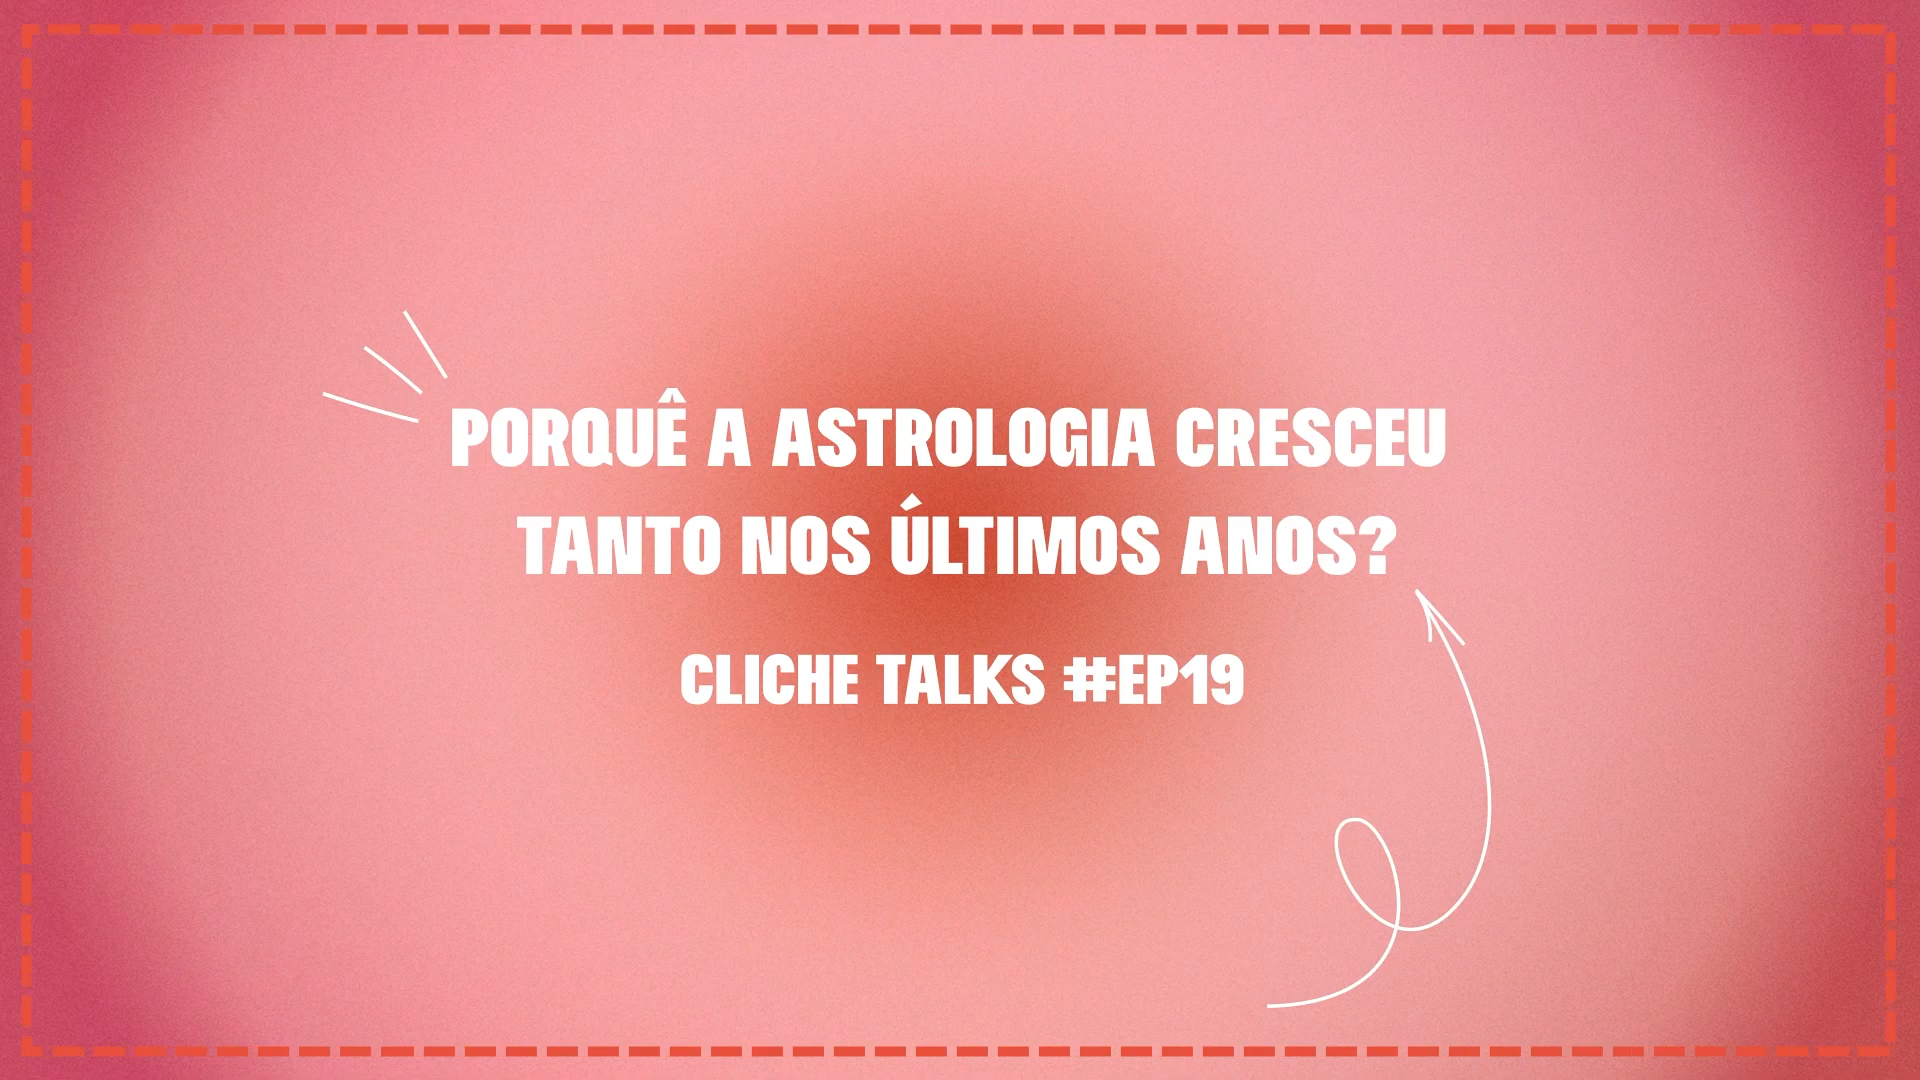 PORQUÊ A ASTROLOGIA CRESCEU
TANTO NOS ÚLTIMOS ANOS?
CLICHE TALKS #EP19